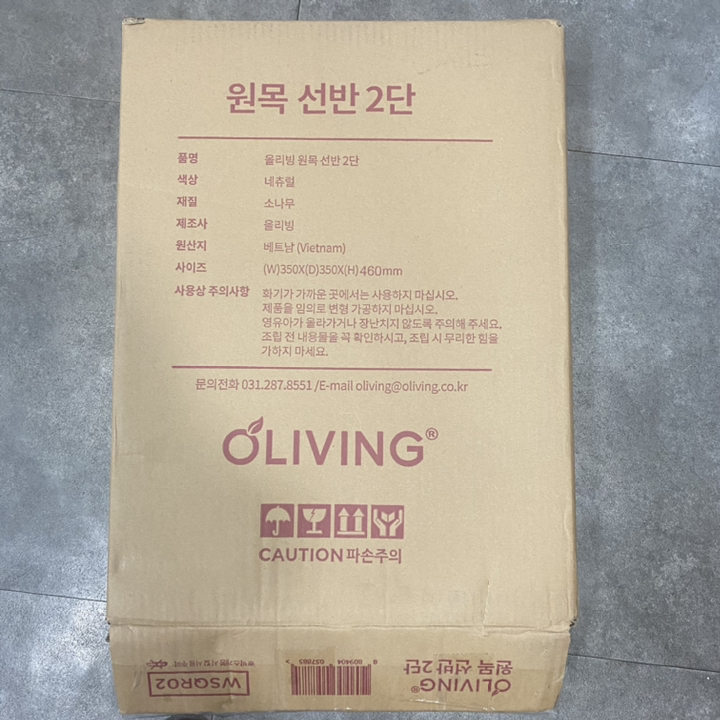 원목 선반 2단
품명 올리빙 원목 선반 2단
색상 네츄럴
재질 소나무
제조사 올리빙
원산지 베트남 (Vietnam)
사이즈 (W)350X(D)350X(H)460mm
사용상 주의사항 화기가 가까운 곳에서는 사용하지 마십시오.
제품을 임의로 변형 가공하지 마십시오.
영유아가 올라가거나 장난치지 않도록 주의해 주세요.
조립 전 내용물을 꼭 확인하시고, 조립 시 무리한 힘을
가하지 마세요.
문의전화 031.287.8551 /E-mail oliving@oliving.co.kr
OLIVING®
CAUTION 파손주의
OLIVING®
원목 선반 2단
WSQR02